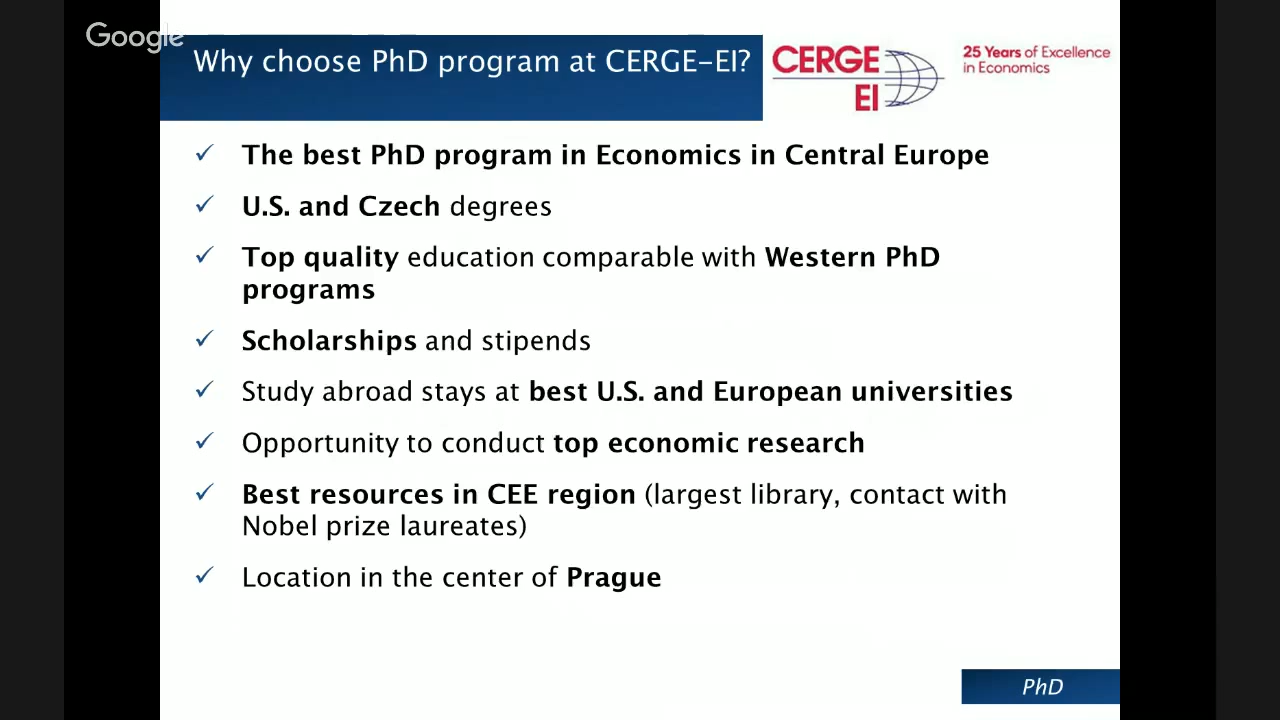 Google
Why choose PhD program at CERGE-EI?
CERGE
EI
25 Years of Excellence
in Economics
✓ The best PhD program in Economics in Central Europe
✓ U.S. and Czech degrees
✓ Top quality education comparable with Western PhD
programs
✓ Scholarships and stipends
✓ Study abroad stays at best U.S. and European universities
✓ Opportunity to conduct top economic research
✓ Best resources in CEE region (largest library, contact with
Nobel prize laureates)
✓ Location in the center of Prague
PhD